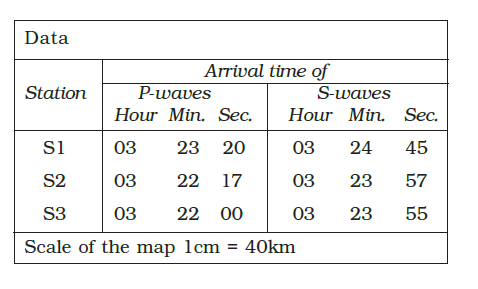 Data
Arrival time of
Station P-waves S-waves
Hour Min. Sec. Hour Min. Sec.
S1 03 23 20 03 24 45
S2 03 22 17 03 23 57
S3 03 22 00 03 23 55
Scale of the map 1cm = 40km